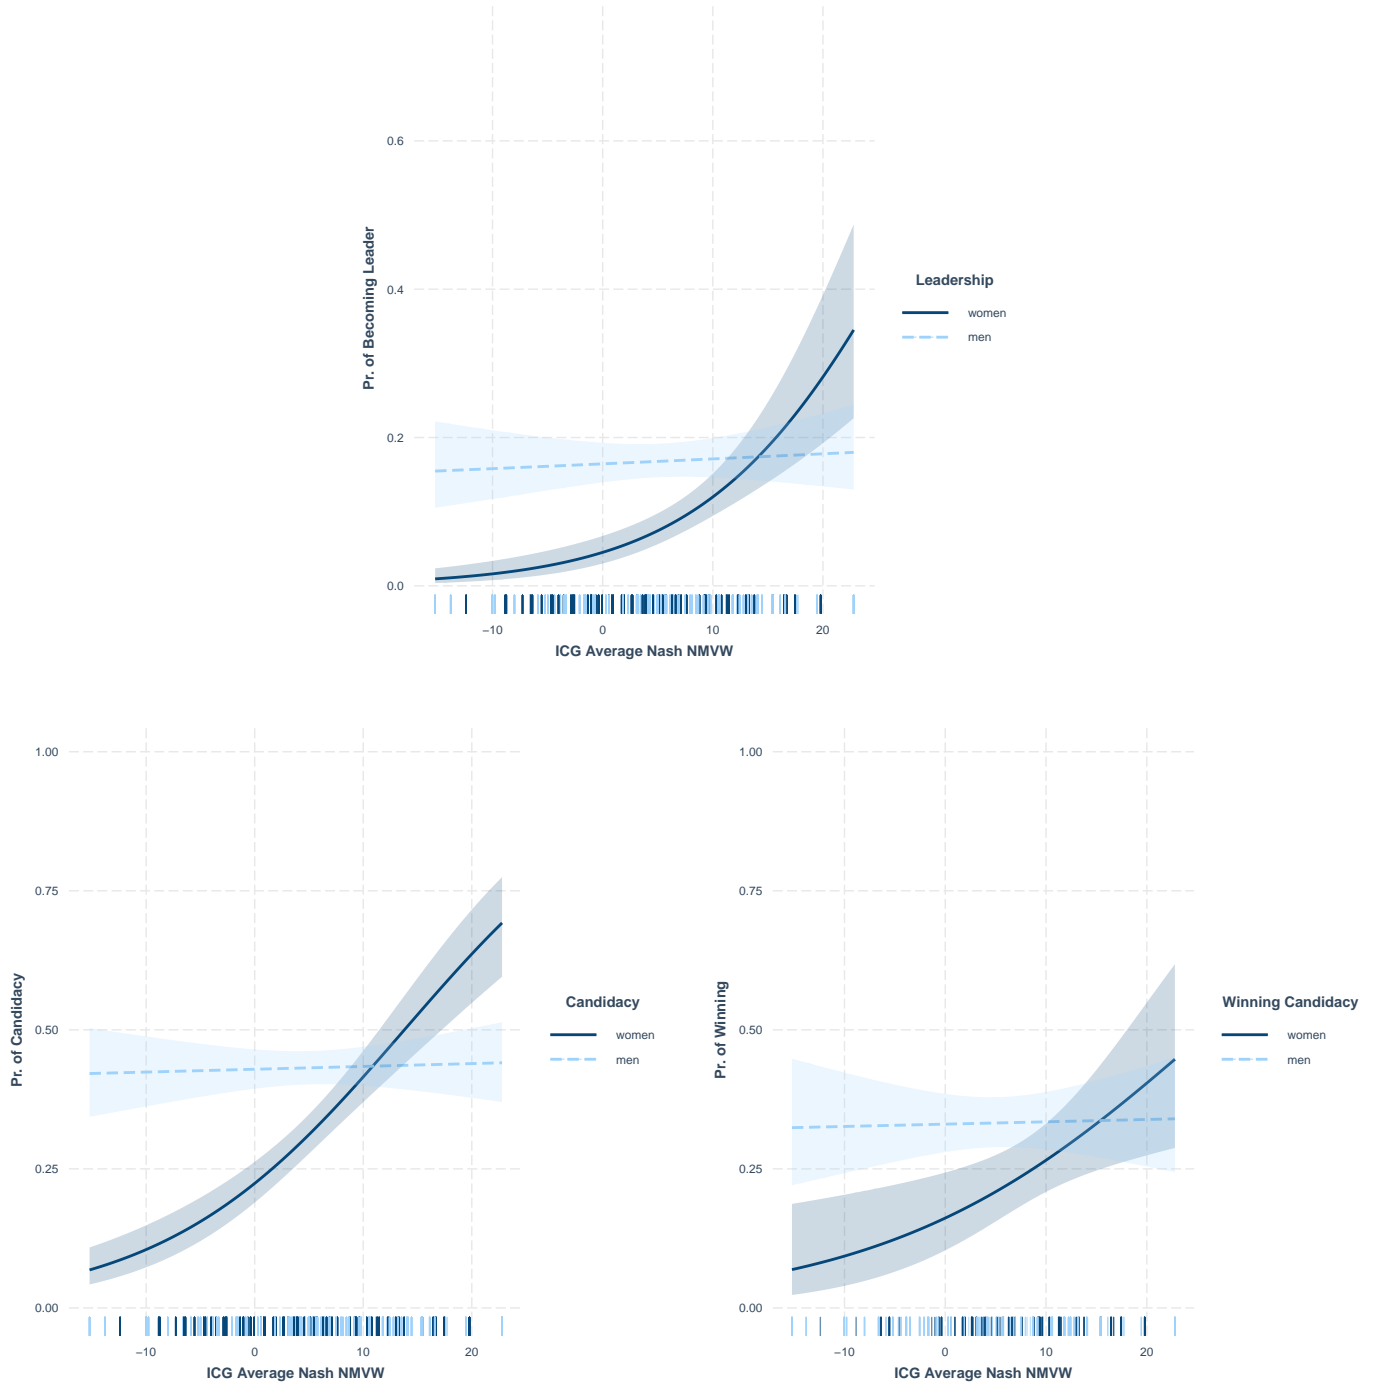 0.6
0.4
0.2
0.0
Pr. of Becoming Leader
−10 0 10 20
ICG Average Nash NMVW
Leadership
women
men
1.00
0.75
0.50
0.25
0.00
Pr. of Candidacy
−10 0 10 20
ICG Average Nash NMVW
Candidacy
women
men
1.00
0.75
0.50
0.25
0.00
Pr. of Winning
−10 0 10 20
ICG Average Nash NMVW
Winning Candidacy
women
men